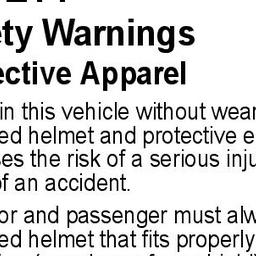 ety Warnings
ective Apparel
in this vehicle without wear
ed helmet and protective e
ses the risk of a serious inju
of an accident.
or and passenger must alw
ed helmet that fits properly